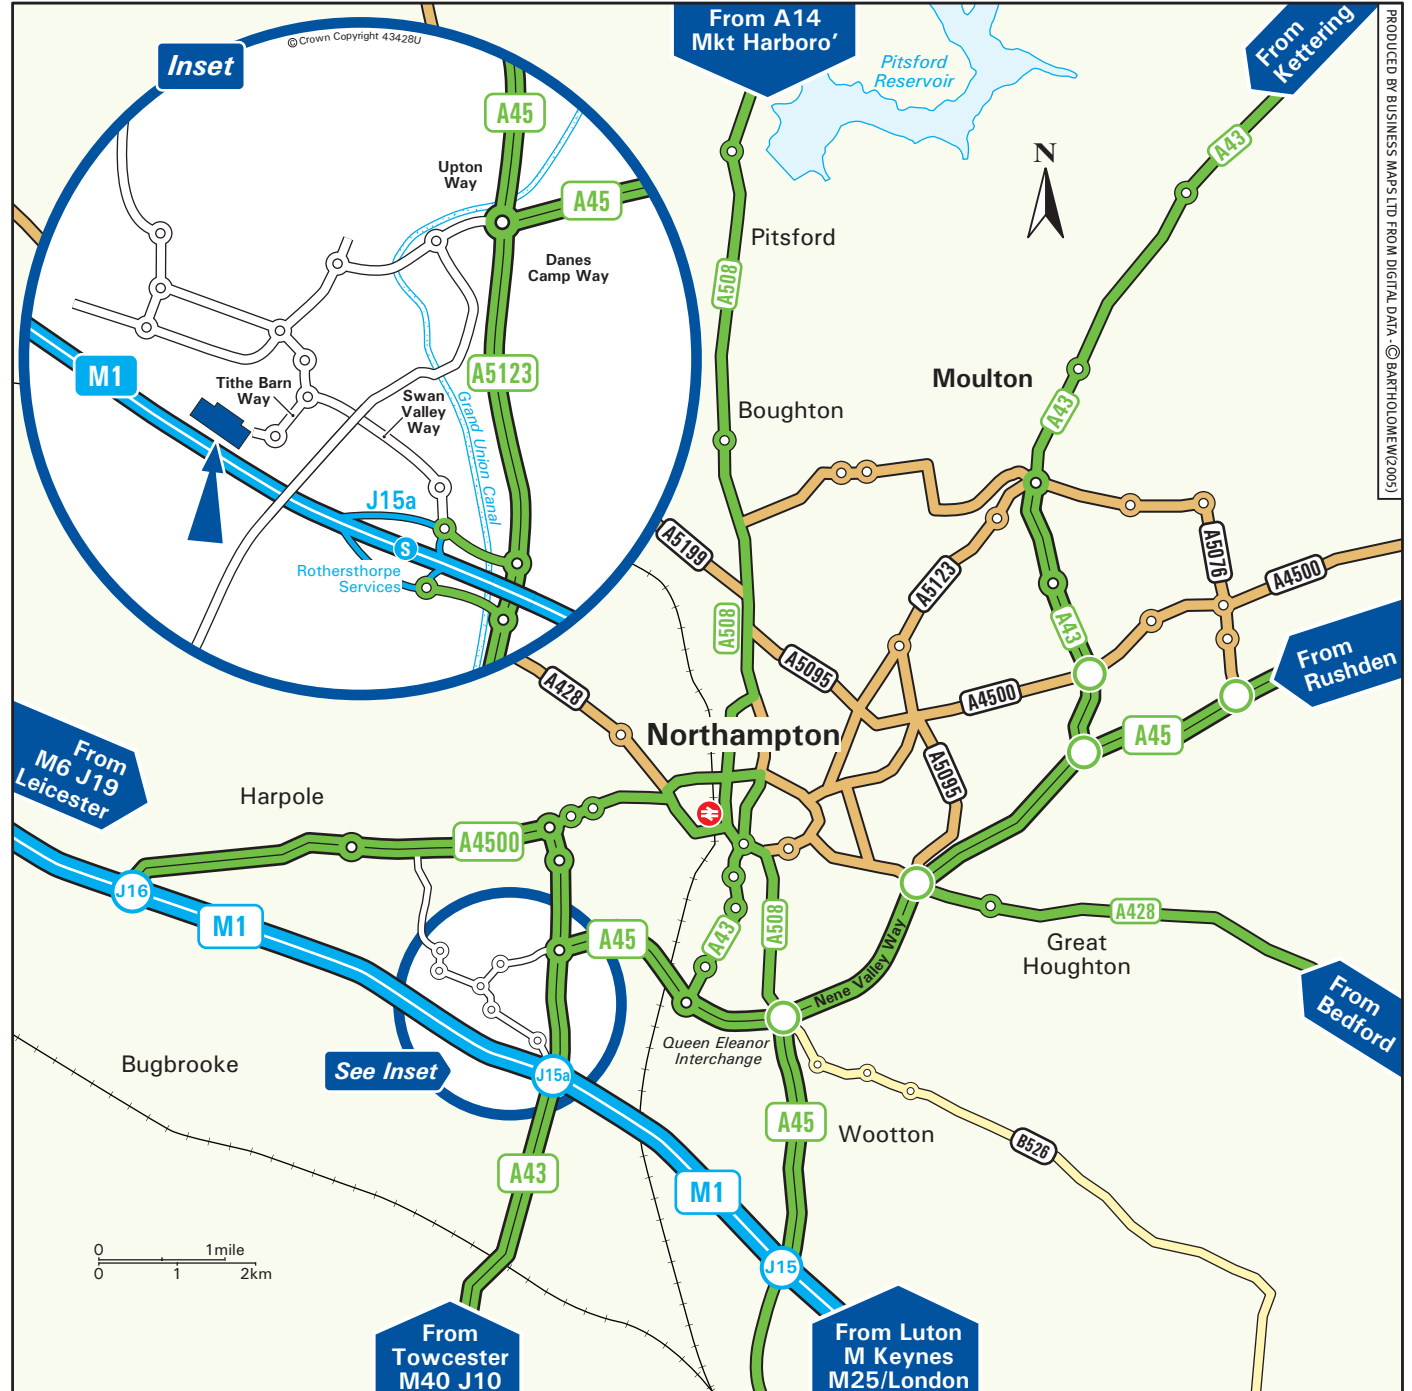 From A14
Mkt Harboro’
From
Kettering
PRODUCED BY BUSINESS MAPS LTD FROM DIGITAL DATA - © BARTHOLOMEW(2005)
© Crown Copyright 43428U
Inset
A45
Upton
Way
A45
Danes
Camp Way
A5123
M1
Tithe Barn
Way
Swan
Valley
Way
Grand Union Canal
J15a
S
Rothersthorpe
Services
Pitsford
Reservoir
N
A43
Pitsford
A508
Moulton
A43
Boughton
A5199
A5123
A5076
A4500
A508
A43
A5095
From
Rushden
A428
A4500
Northampton
A45
From
M6 J19
Leicester
A5095
Harpole
A4500
J16
M1
A45
A43
A508
Nene Valley Way
A428
Great
Houghton
From
Bedford
Queen Eleanor
Interchange
Bugbrooke
See Inset
J15a
A45
Wootton
B526
A43
M1
0 1mile
0 1 2km
J15
From
Towcester
M40 J10
From Luton
M Keynes
M25/London